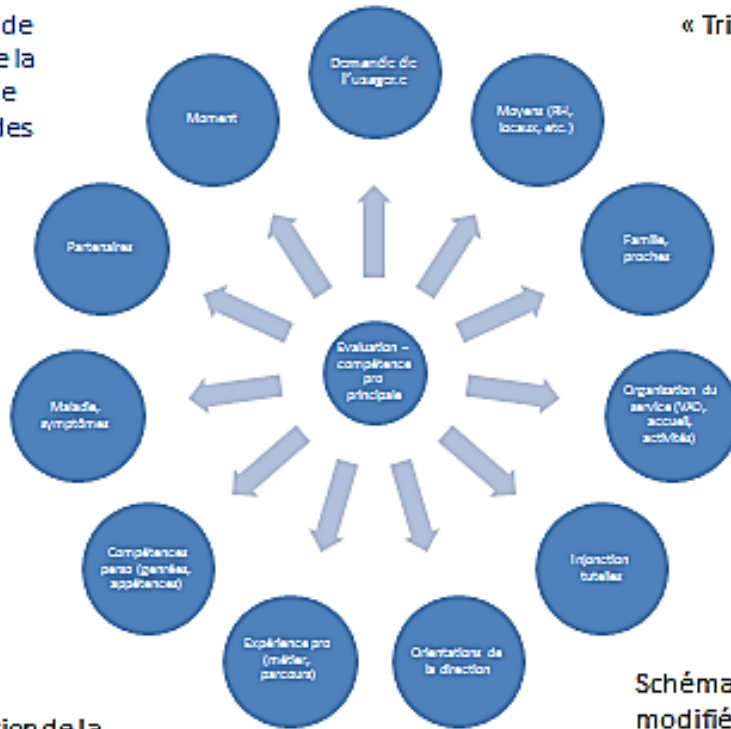 de
e la
e
des
« Tri
Demande de
l'usager.e
Moyens (RH,
locaux, etc.)
Famille,
proches
Organisation du
service (VAD,
accueil,
activités)
Injonction
tutelles
Orientations de
la direction
Expérience pro
(métier,
parcours)
Compétences
perso (genrées,
appétences)
Maladie,
symptômes
Partenaires
Moment
Evaluation –
compétence
pro
principale
Schéma
modifié
tion de la